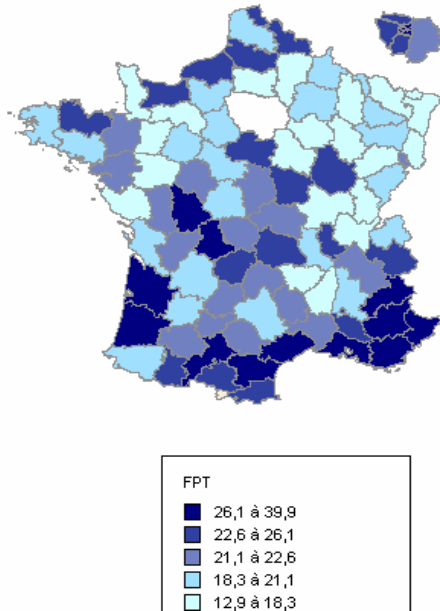 FPT
26,1 à 39,9
22,6 à 26,1
21,1 à 22,6
18,3 à 21,1
12,9 à 18,3